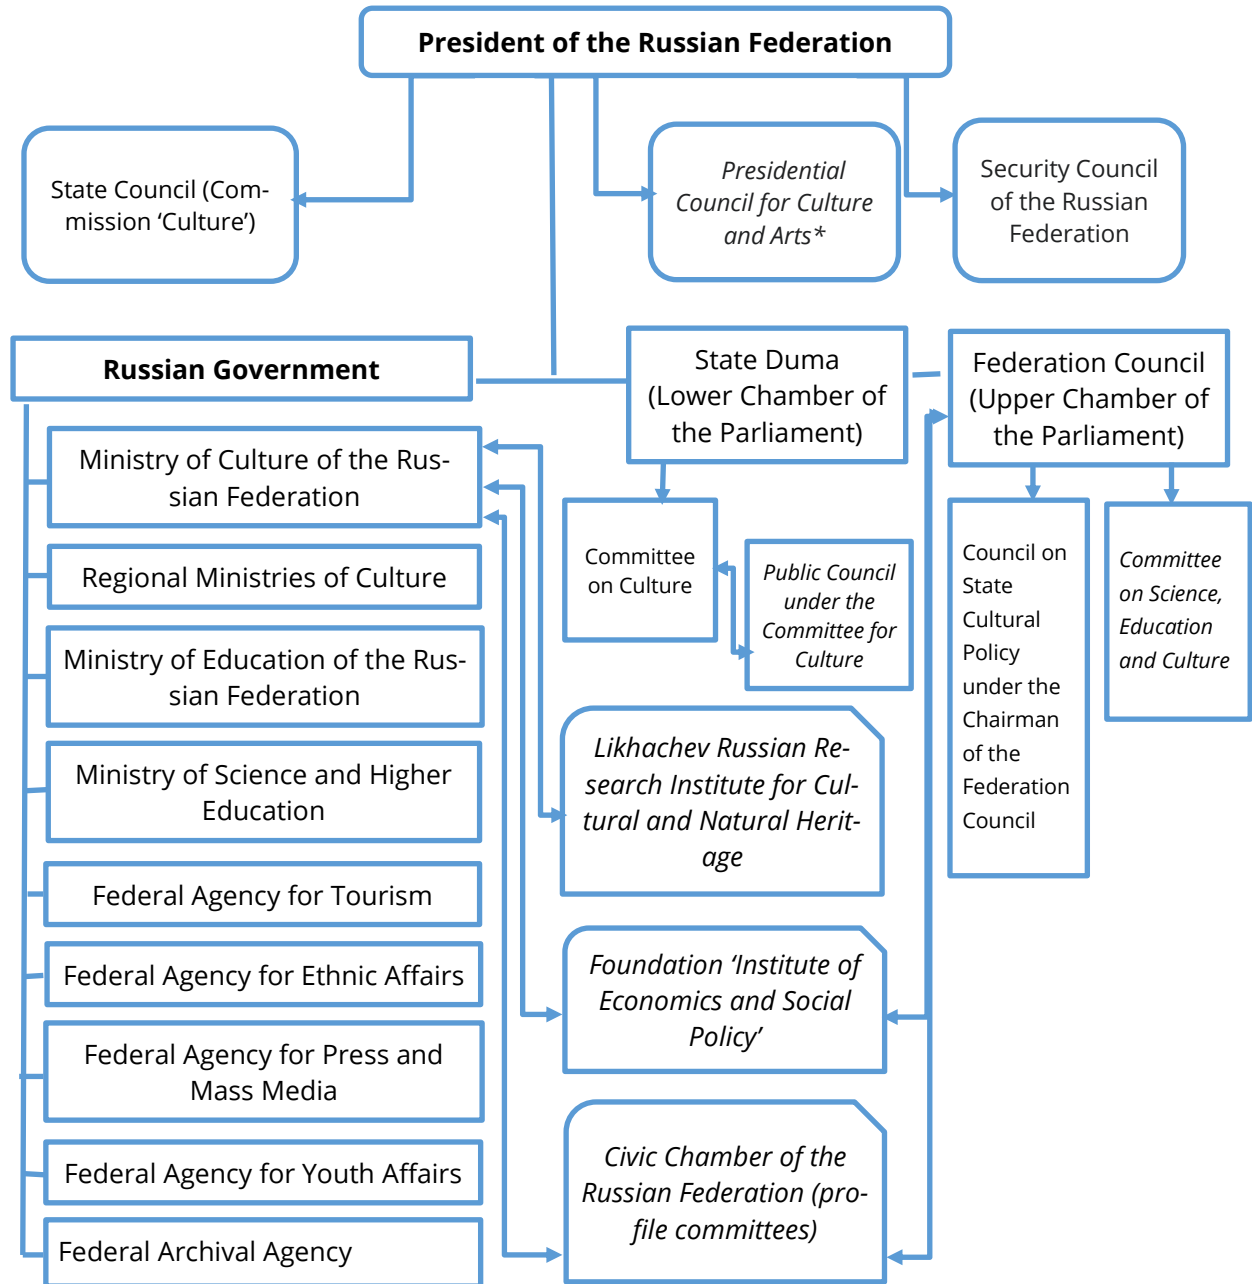 President of the Russian Federation
State Council (Com-
mission ‘Culture’)
Presidential
Council for Culture
and Arts*
Security Council
of the Russian
Federation
Russian Government
State Duma
(Lower Chamber of
the Parliament)
Federation Council
(Upper Chamber of
the Parliament)
Ministry of Culture of the Rus-
sian Federation
Regional Ministries of Culture
Ministry of Education of the Rus-
sian Federation
Ministry of Science and Higher
Education
Federal Agency for Tourism
Federal Agency for Ethnic Affairs
Federal Agency for Press and
Mass Media
Federal Agency for Youth Affairs
Federal Archival Agency
Committee
on Culture
Public Council
under the
Committee for
Culture
Council on
State
Cultural
Policy
under the
Chairman
of the
Federation
Council
Committee
on Science,
Education
and Culture
Likhachev Russian Re-
search Institute for Cul-
tural and Natural Herit-
age
Foundation ‘Institute of
Economics and Social
Policy’
Civic Chamber of the
Russian Federation (pro-
file committees)